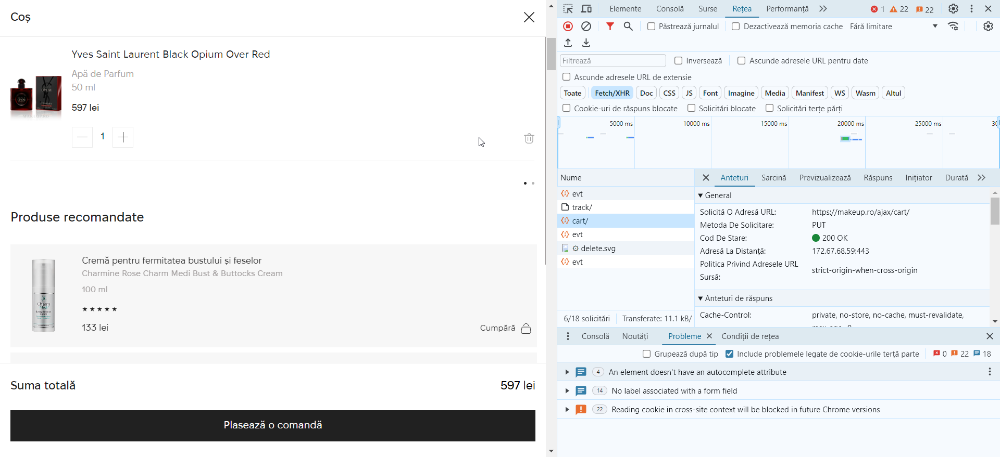 Coș
Yves Saint Laurent Black Opium Over Red
Apă de Parfum
50 ml
597 lei
1
Produse recomandate
Cremă pentru fermitatea bustului și feselor
Charmine Rose Charm Medi Bust & Buttocks Cream
100 ml
133 lei
Cumpără
Suma totală
597 lei
Plasează o comandă
Elemente Consolă Surse Rețea Performanță 1 22 22
Păstrează jurnalul Dezactivează memoria cache Fără limitare
Filtrează Inversează Ascunde adresele URL pentru date
Ascunde adresele URL de extensie
Toate Fetch/XHR Doc CSS JS Font Imagine Media Manifest WS Wasm Altul
Cookie-uri de răspuns blocate Solicitări blocate Solicitări terțe părți
5000 ms 10000 ms 15000 ms 20000 ms 25000 ms
Nume
evt
track/
cart/
evt
delete.svg
evt
6/18 solicitări Transferate: 11.1 kB/
Anteturi Sarcină Previzualizează Răspuns Inițiator Durată
General
Solicită O Adresă URL: https://makeup.ro/ajax/cart/
Metoda De Solicitare: PUT
Cod De Stare: 200 OK
Adresă La Distanță: 172.67.68.59:443
Politica Privind Adresele URL
Sursă: strict-origin-when-cross-origin
Anteturi de răspuns
Cache-Control: private, no-store, no-cache, must-revalidate,
Consolă Noutăți Probleme Condiții de rețea
Grupează după tip Include problemele legate de cookie-urile terță parte 0 22 18
4 An element doesn't have an autocomplete attribute
14 No label associated with a form field
22 Reading cookie in cross-site context will be blocked in future Chrome versions